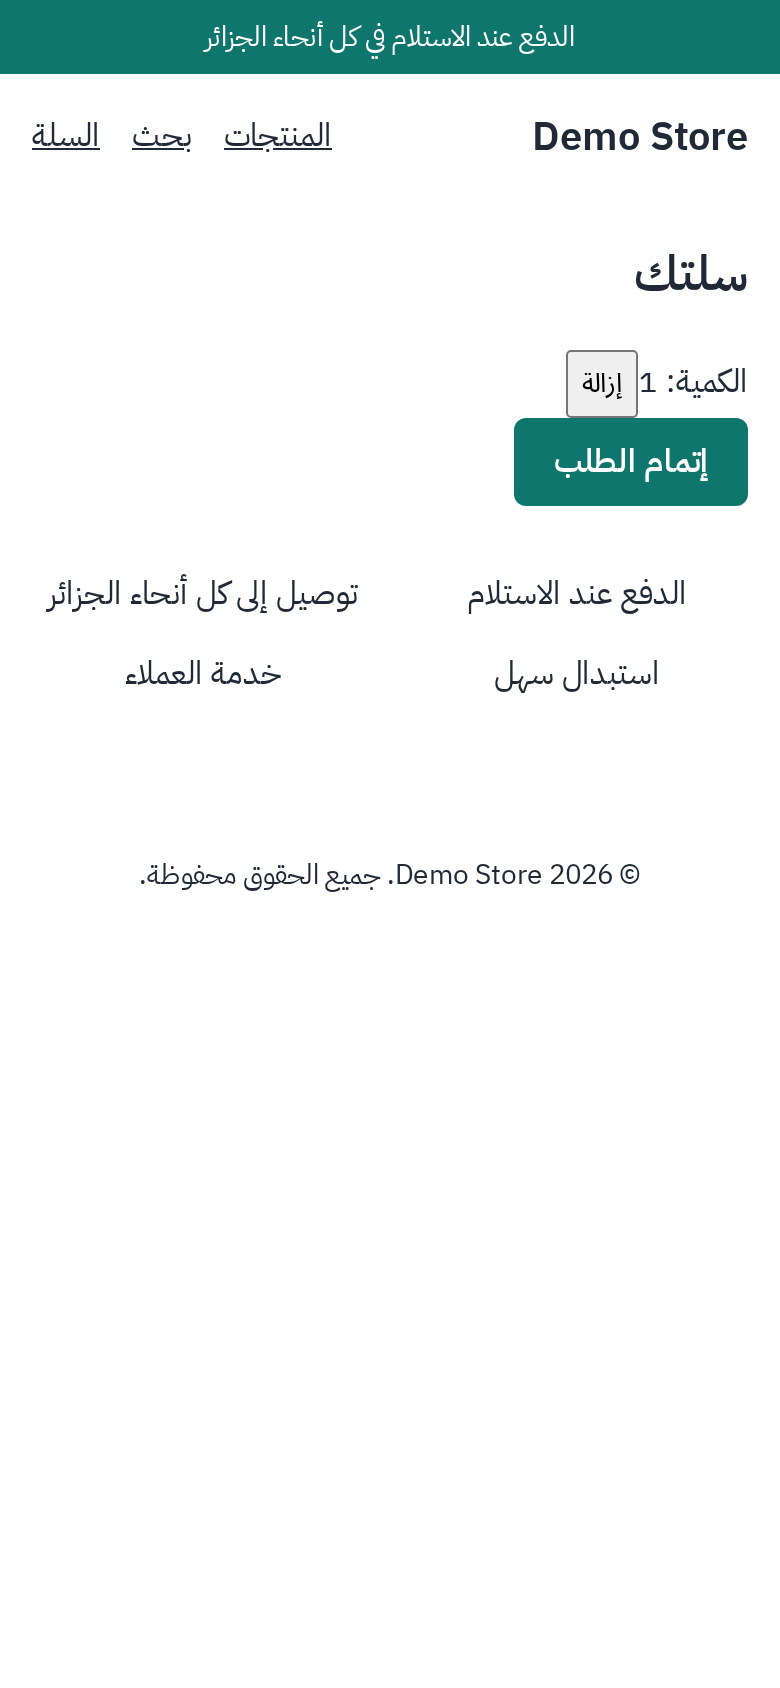 الدفع عند الاستلام في كل أنحاء الجزائر
Demo Store المنتجات بحث السلة
سلتك
الكمية: 1 إزالة
إتمام الطلب
الدفع عند الاستلام توصيل إلى كل أنحاء الجزائر
استبدال سهل خدمة العملاء
© 2026 Demo Store. جميع الحقوق محفوظة.